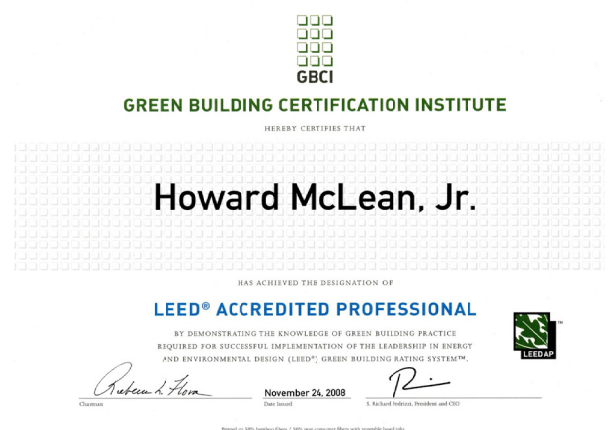 GBCI
GREEN BUILDING CERTIFICATION INSTITUTE
HEREBY CERTIFIES THAT
Howard McLean, Jr.
HAS ACHIEVED THE DESIGNATION OF
LEED® ACCREDITED PROFESSIONAL
BY DEMONSTRATING THE KNOWLEDGE OF GREEN BUILDING PRACTICE
REQUIRED FOR SUCCESSFUL IMPLEMENTATION OF THE LEADERSHIP IN ENERGY
AND ENVIRONMENTAL DESIGN (LEED®) GREEN BUILDING RATING SYSTEM™.
LEED AP ™
November 24, 2008
Chairman
Date Issued
S. Richard Fedrizzi, President and CEO